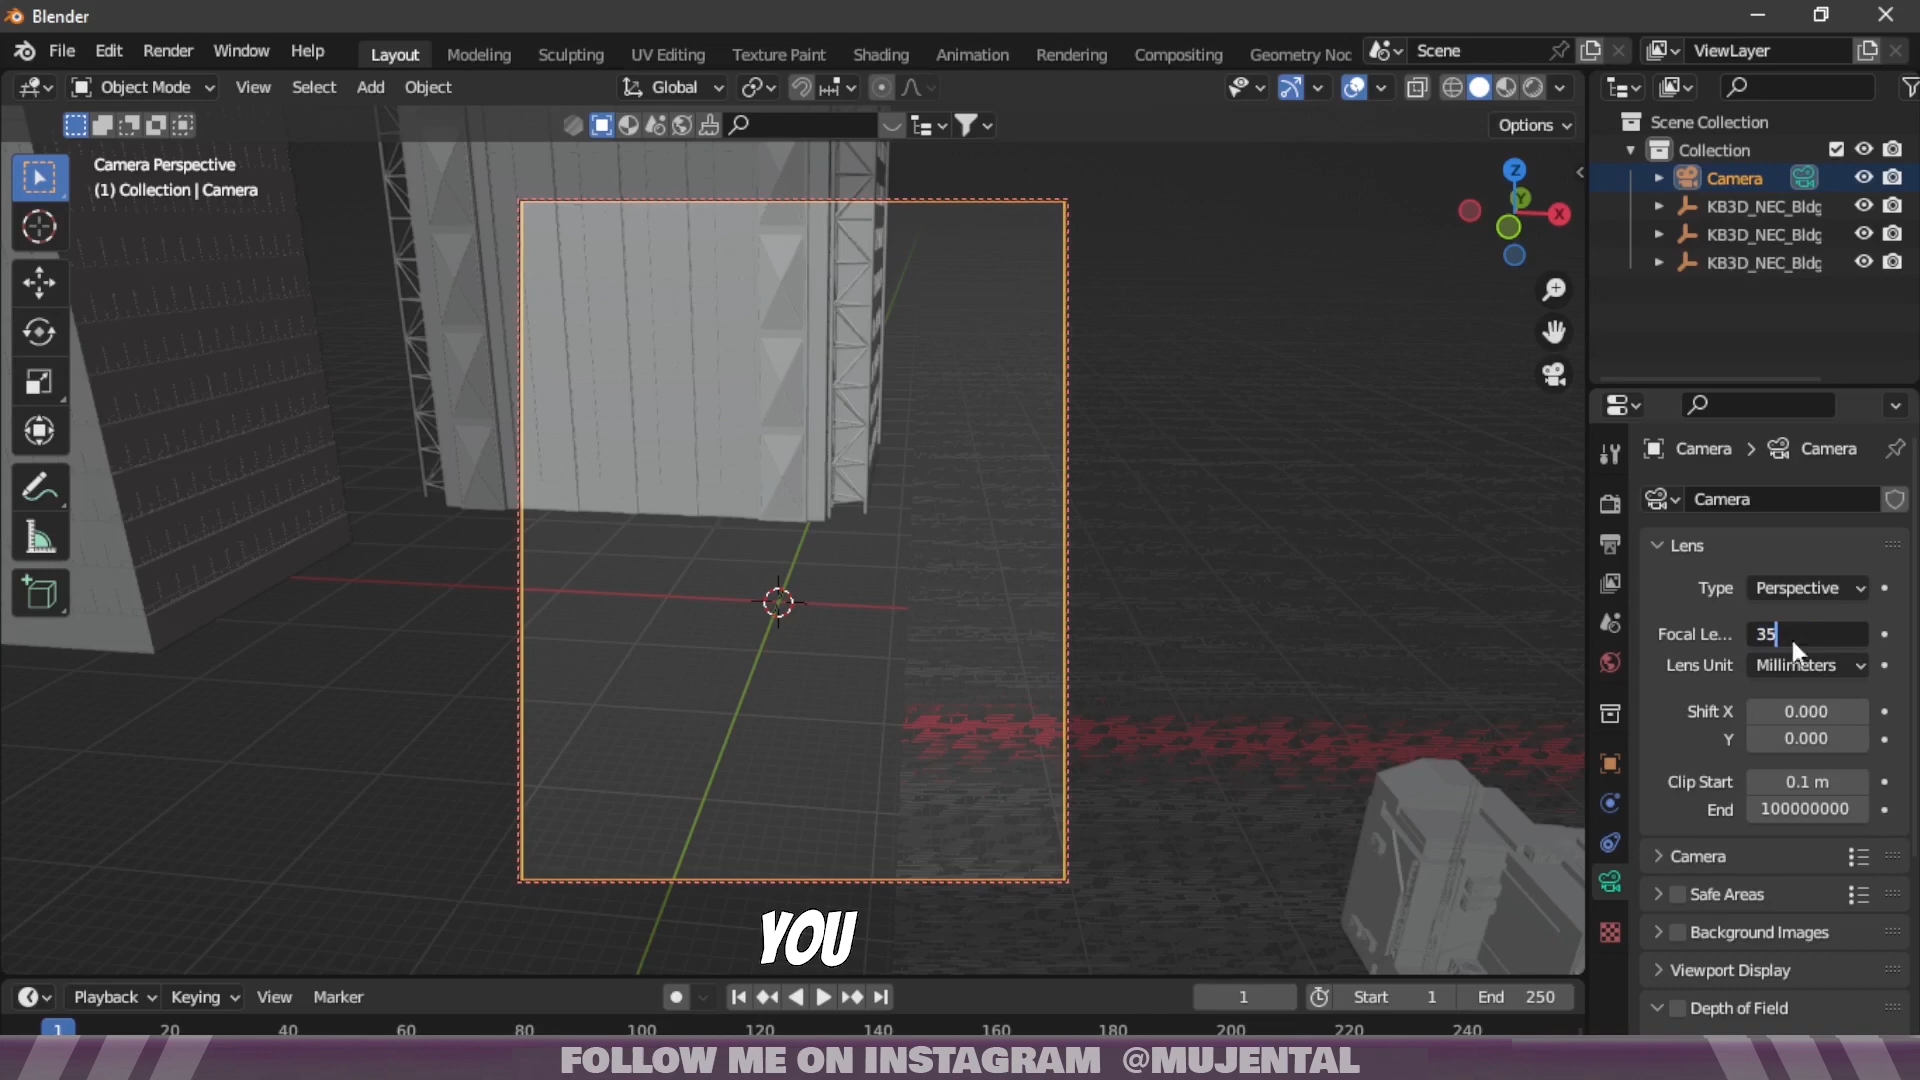 Blender
File Edit Render Window Help Layout Modeling Sculpting UV Editing Texture Paint Shading Animation Rendering Compositing Geometry Noc Scene ViewLayer
Object Mode View Select Add Object Global
Options
Camera Perspective
(1) Collection | Camera
Z
Y
X
Scene Collection
Collection
Camera
KB3D_NEC_Bldg
KB3D_NEC_Bldg
KB3D_NEC_Bldg
Camera > Camera
Camera
Lens
Type Perspective
Focal Le... 35
Lens Unit Millimeters
Shift X 0.000
Y 0.000
Clip Start 0.1 m
End 100000000
Camera
Safe Areas
Background Images
Viewport Display
Depth of Field
YOU
Playback Keying View Marker 1 Start 1 End 250
1 20 40 60 80 100 120 140 160 180 200 220 240
FOLLOW ME ON INSTAGRAM @MUJENTAL